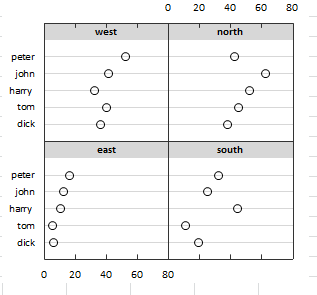 0 20 40 60 80
west north
peter
john
harry
tom
dick
east south
peter
john
harry
tom
dick
0 20 40 60 80